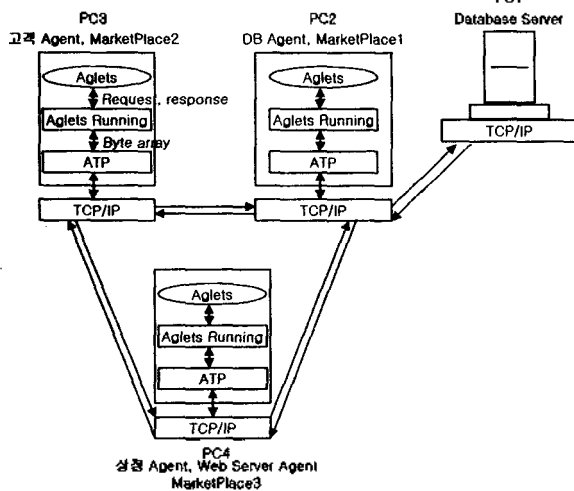 PC3
고객 Agent, MarketPlace2
Aglets
Request, response
Aglets Running
Byte array
ATP
TCP/IP
PC2
DB Agent, MarketPlace1
Aglets
Aglets Running
ATP
TCP/IP
Database Server
TCP/IP
Aglets
Aglets Running
ATP
TCP/IP
PC4
상점 Agent, Web Server Agent
MarketPlace3